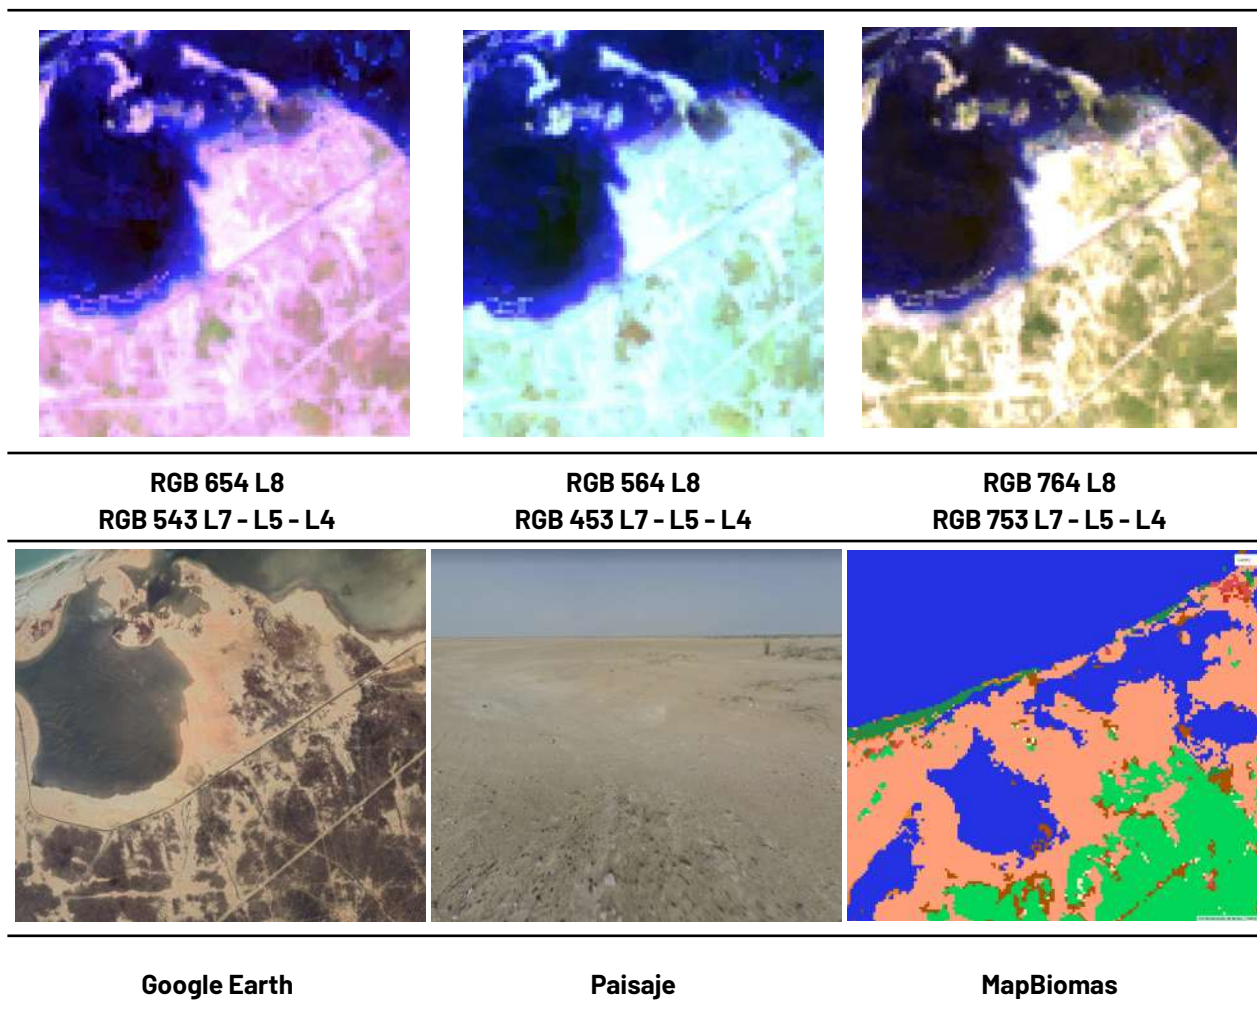 RGB 654 L8
RGB 543 L7 - L5 - L4
RGB 564 L8
RGB 453 L7 - L5 - L4
RGB 764 L8
RGB 753 L7 - L5 - L4
Google Earth
Paisaje
MapBiomas